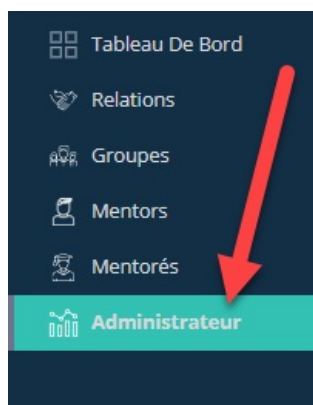 Tableau De Bord
Relations
Groupes
Mentors
Mentorés
Administrateur